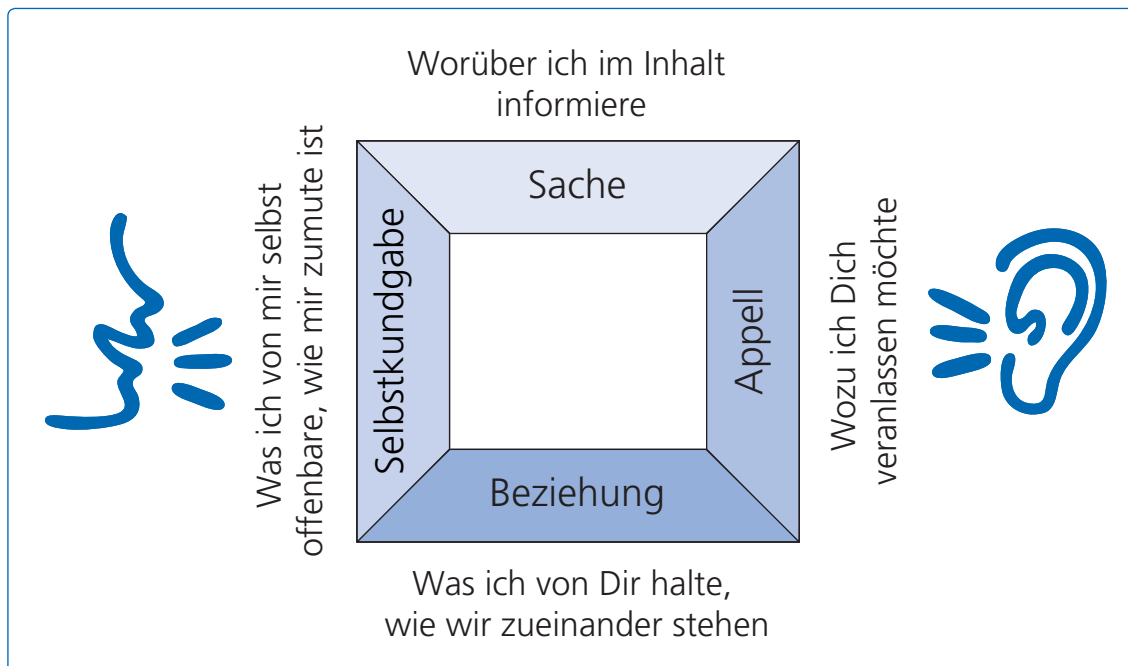 Worüber ich im Inhalt
informiere
Sache
Was ich von mir selbst
offenbare, wie mir zumute ist
Selbstkundgabe
Appell
Wozu ich Dich
veranlassen möchte
Beziehung
Was ich von Dir halte,
wie wir zueinander stehen